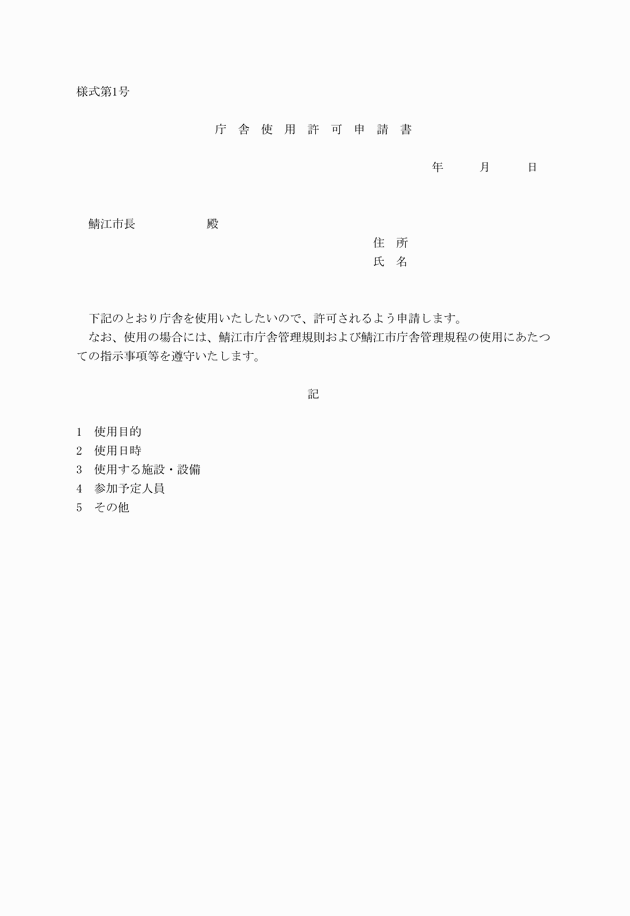 様式第1号
庁　舎　使　用　許　可　申　請　書
年　　　月　　　日
鯖江市長　　　　　　殿
住　所
氏　名
下記のとおり庁舎を使用いたしたいので、許可されるよう申請します。
なお、使用の場合には、鯖江市庁舎管理規則および鯖江市庁舎管理規程の使用にあたつ
ての指示事項等を遵守いたします。
記
1　使用目的
2　使用日時
3　使用する施設・設備
4　参加予定人員
5　その他